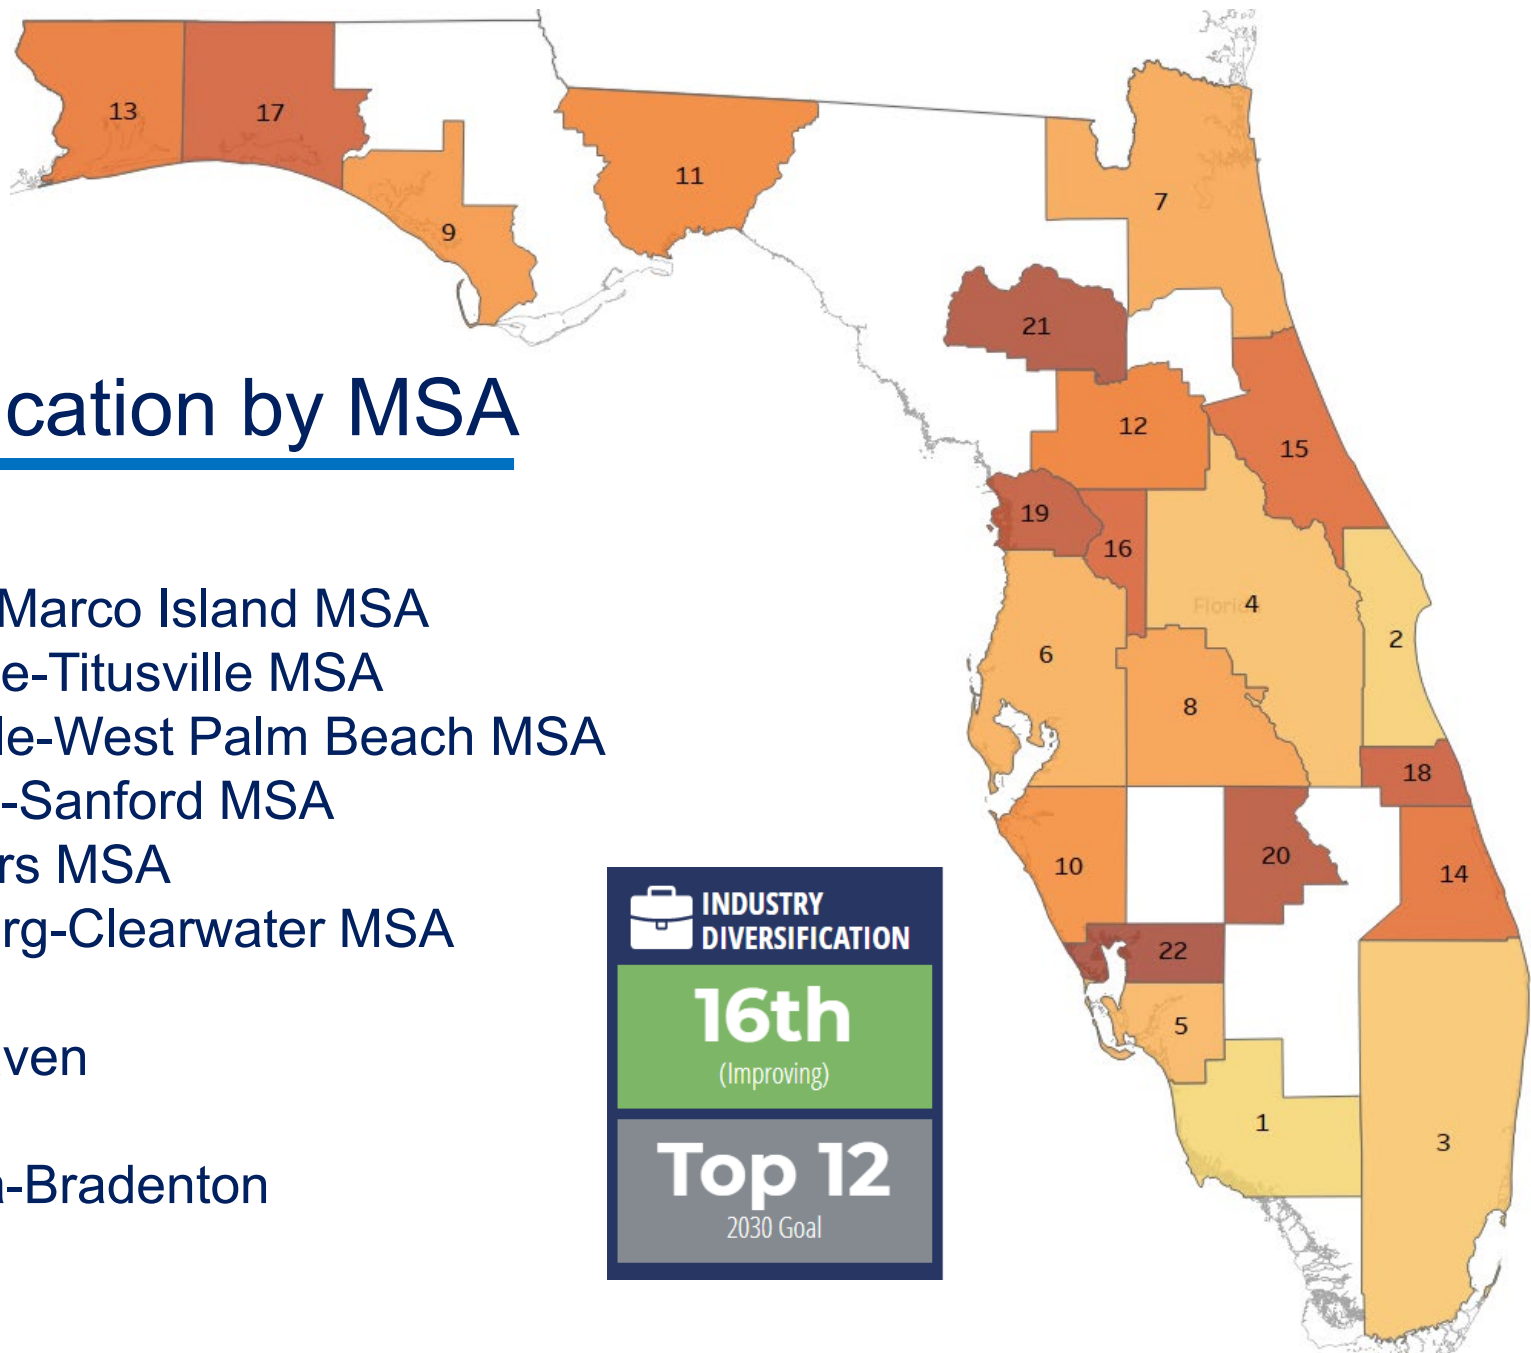 13
17
11
7
9
21
cation by MSA
12
15
19
16
Marco Island MSA
Florida
4
e-Titusville MSA
6
2
le-West Palm Beach MSA
8
-Sanford MSA
18
rs MSA
10
20
14
rg-Clearwater MSA
INDUSTRY
DIVERSIFICATION
22
16th
5
ven
(Improving)
1
3
Top 12
a-Bradenton
2030 Goal